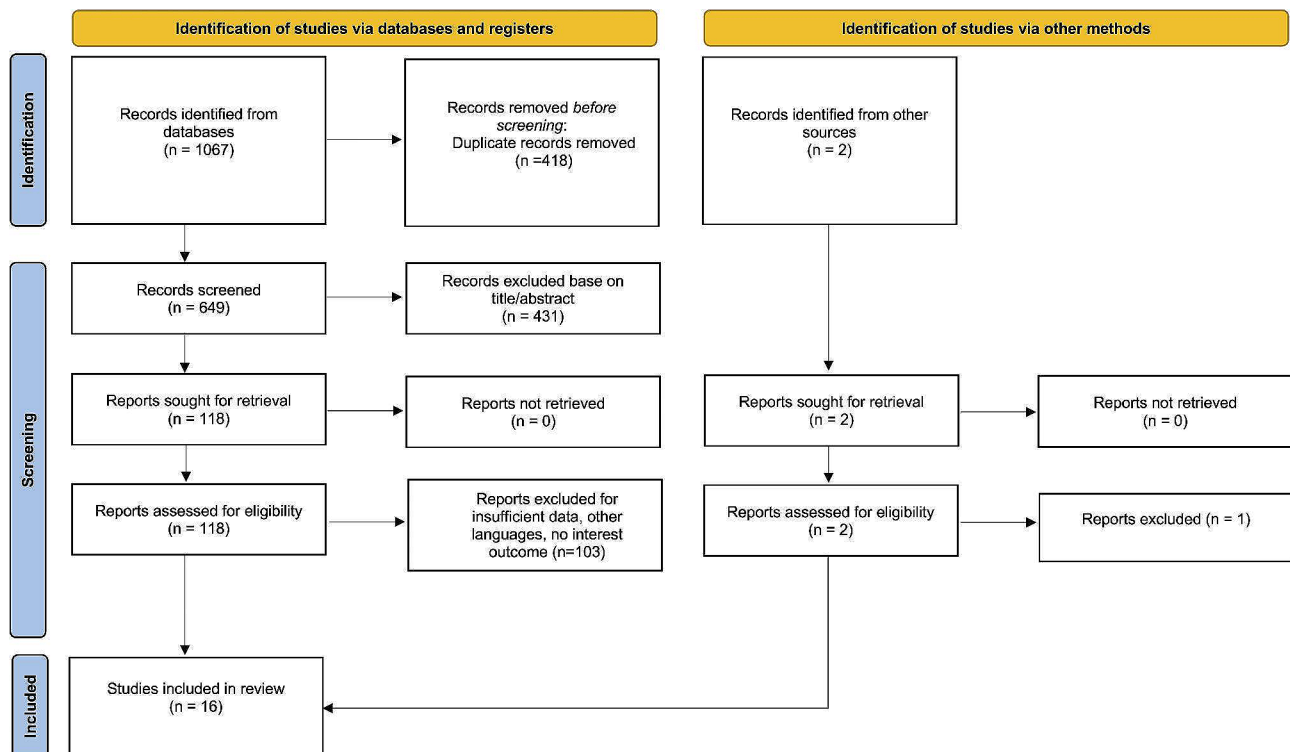 Identification of studies via databases and registers
Identification of studies via other methods
Identification
Records identified from
databases
(n = 1067)
Records removed before
screening:
Duplicate records removed
(n =418)
Records identified from other
sources
(n = 2)
Screening
Records screened
(n = 649)
Records excluded base on
title/abstract
(n = 431)
Reports sought for retrieval
(n = 118)
Reports not retrieved
(n = 0)
Reports sought for retrieval
(n = 2)
Reports not retrieved
(n = 0)
Reports assessed for eligibility
(n = 118)
Reports excluded for
insufficient data, other
languages, no interest
outcome (n=103)
Reports assessed for eligibility
(n = 2)
Reports excluded (n = 1)
Included
Studies included in review
(n = 16)